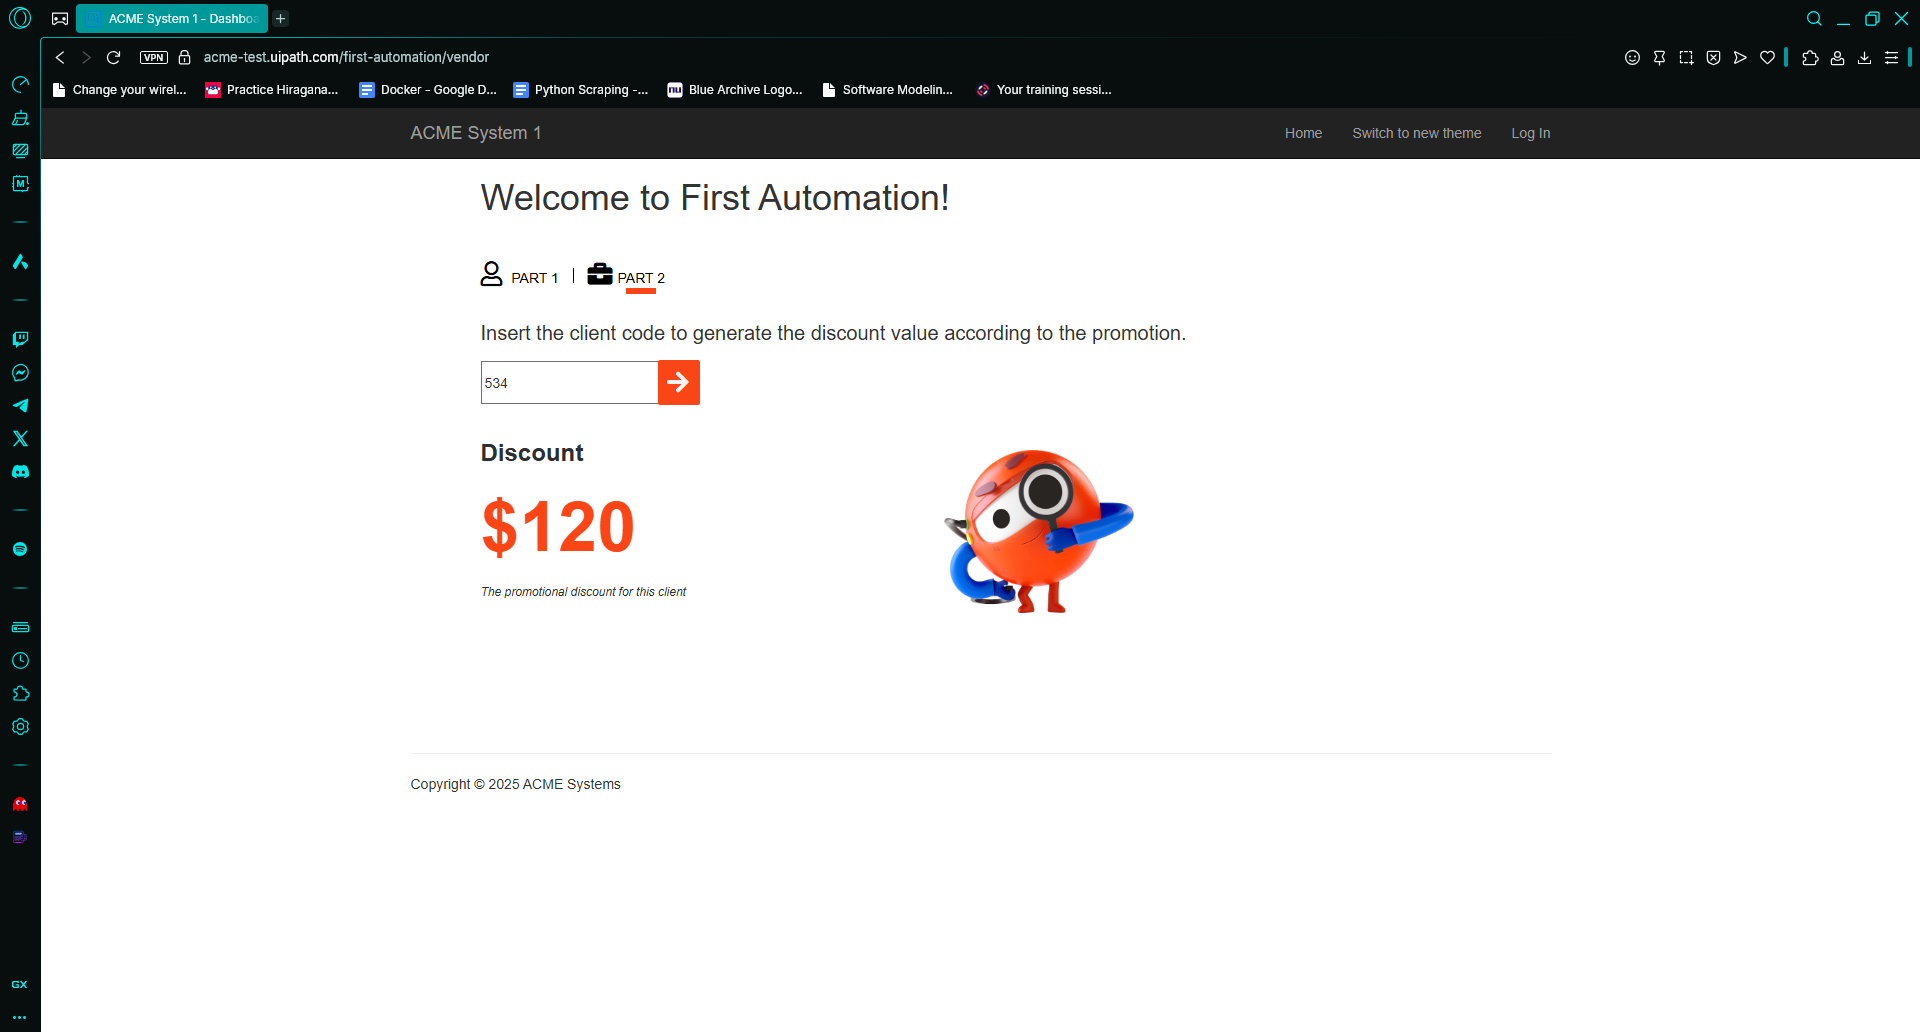 ACME System 1 - Dashboa
VPN
acme-test.uipath.com/first-automation/vendor
Change your wirel...
Practice Hiragana...
Docker - Google D...
Python Scraping -...
Blue Archive Logo...
Software Modelin...
Your training sessi...
ACME System 1
Home
Switch to new theme
Log In
Welcome to First Automation!
PART 1 | PART 2
Insert the client code to generate the discount value according to the promotion.
534
Discount
$120
The promotional discount for this client
Copyright © 2025 ACME Systems
M
GX